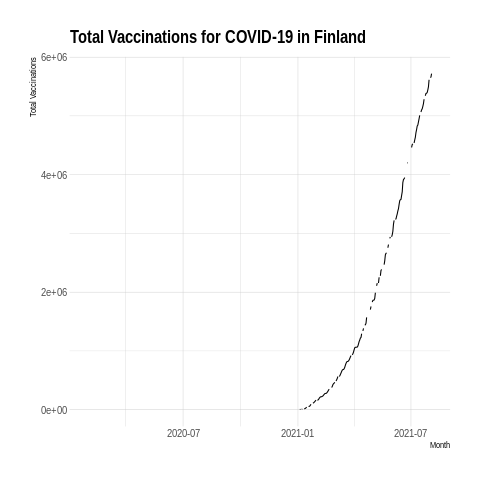 Total Vaccinations for COVID-19 in Finland
Total Vaccinations
6e+06
4e+06
2e+06
0e+00
2020-07 2021-01 2021-07
Month